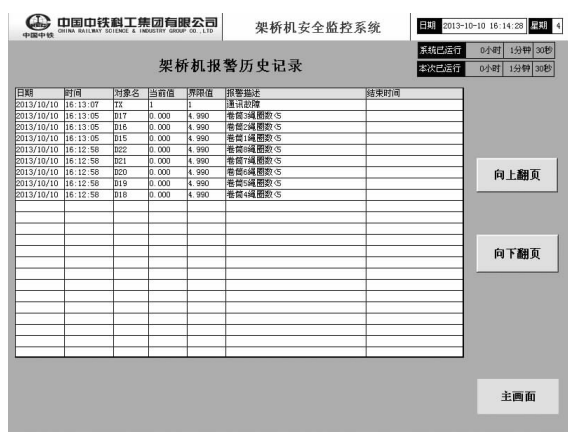 中国中铁 中国中铁科工集团有限公司 架桥机安全监控系统 日期 2013-10-10 16:14:28 星期 4
CHINA RAILWAY SCIENCE & INDUSTRY GROUP CO.,LTD
系统已运行 0小时 1分钟 30秒
架桥机报警历史记录 本次已运行 0小时 1分钟 30秒
日期 时间 对象名 当前值 界限值 报警描述 结束时间
2013/10/10 16:13:07 TX 1 1 通讯故障
2013/10/10 16:13:05 D17 0.000 4.990 卷筒3绳圈数<5
2013/10/10 16:13:05 D16 0.000 4.990 卷筒2绳圈数<5
2013/10/10 16:13:05 D15 0.000 4.990 卷筒1绳圈数<5
2013/10/10 16:12:58 D22 0.000 4.990 卷筒8绳圈数<5
2013/10/10 16:12:58 D21 0.000 4.990 卷筒7绳圈数<5
2013/10/10 16:12:58 D20 0.000 4.990 卷筒6绳圈数<5
2013/10/10 16:12:58 D19 0.000 4.990 卷筒5绳圈数<5
2013/10/10 16:12:58 D18 0.000 4.990 卷筒4绳圈数<5
向上翻页
向下翻页
主画面